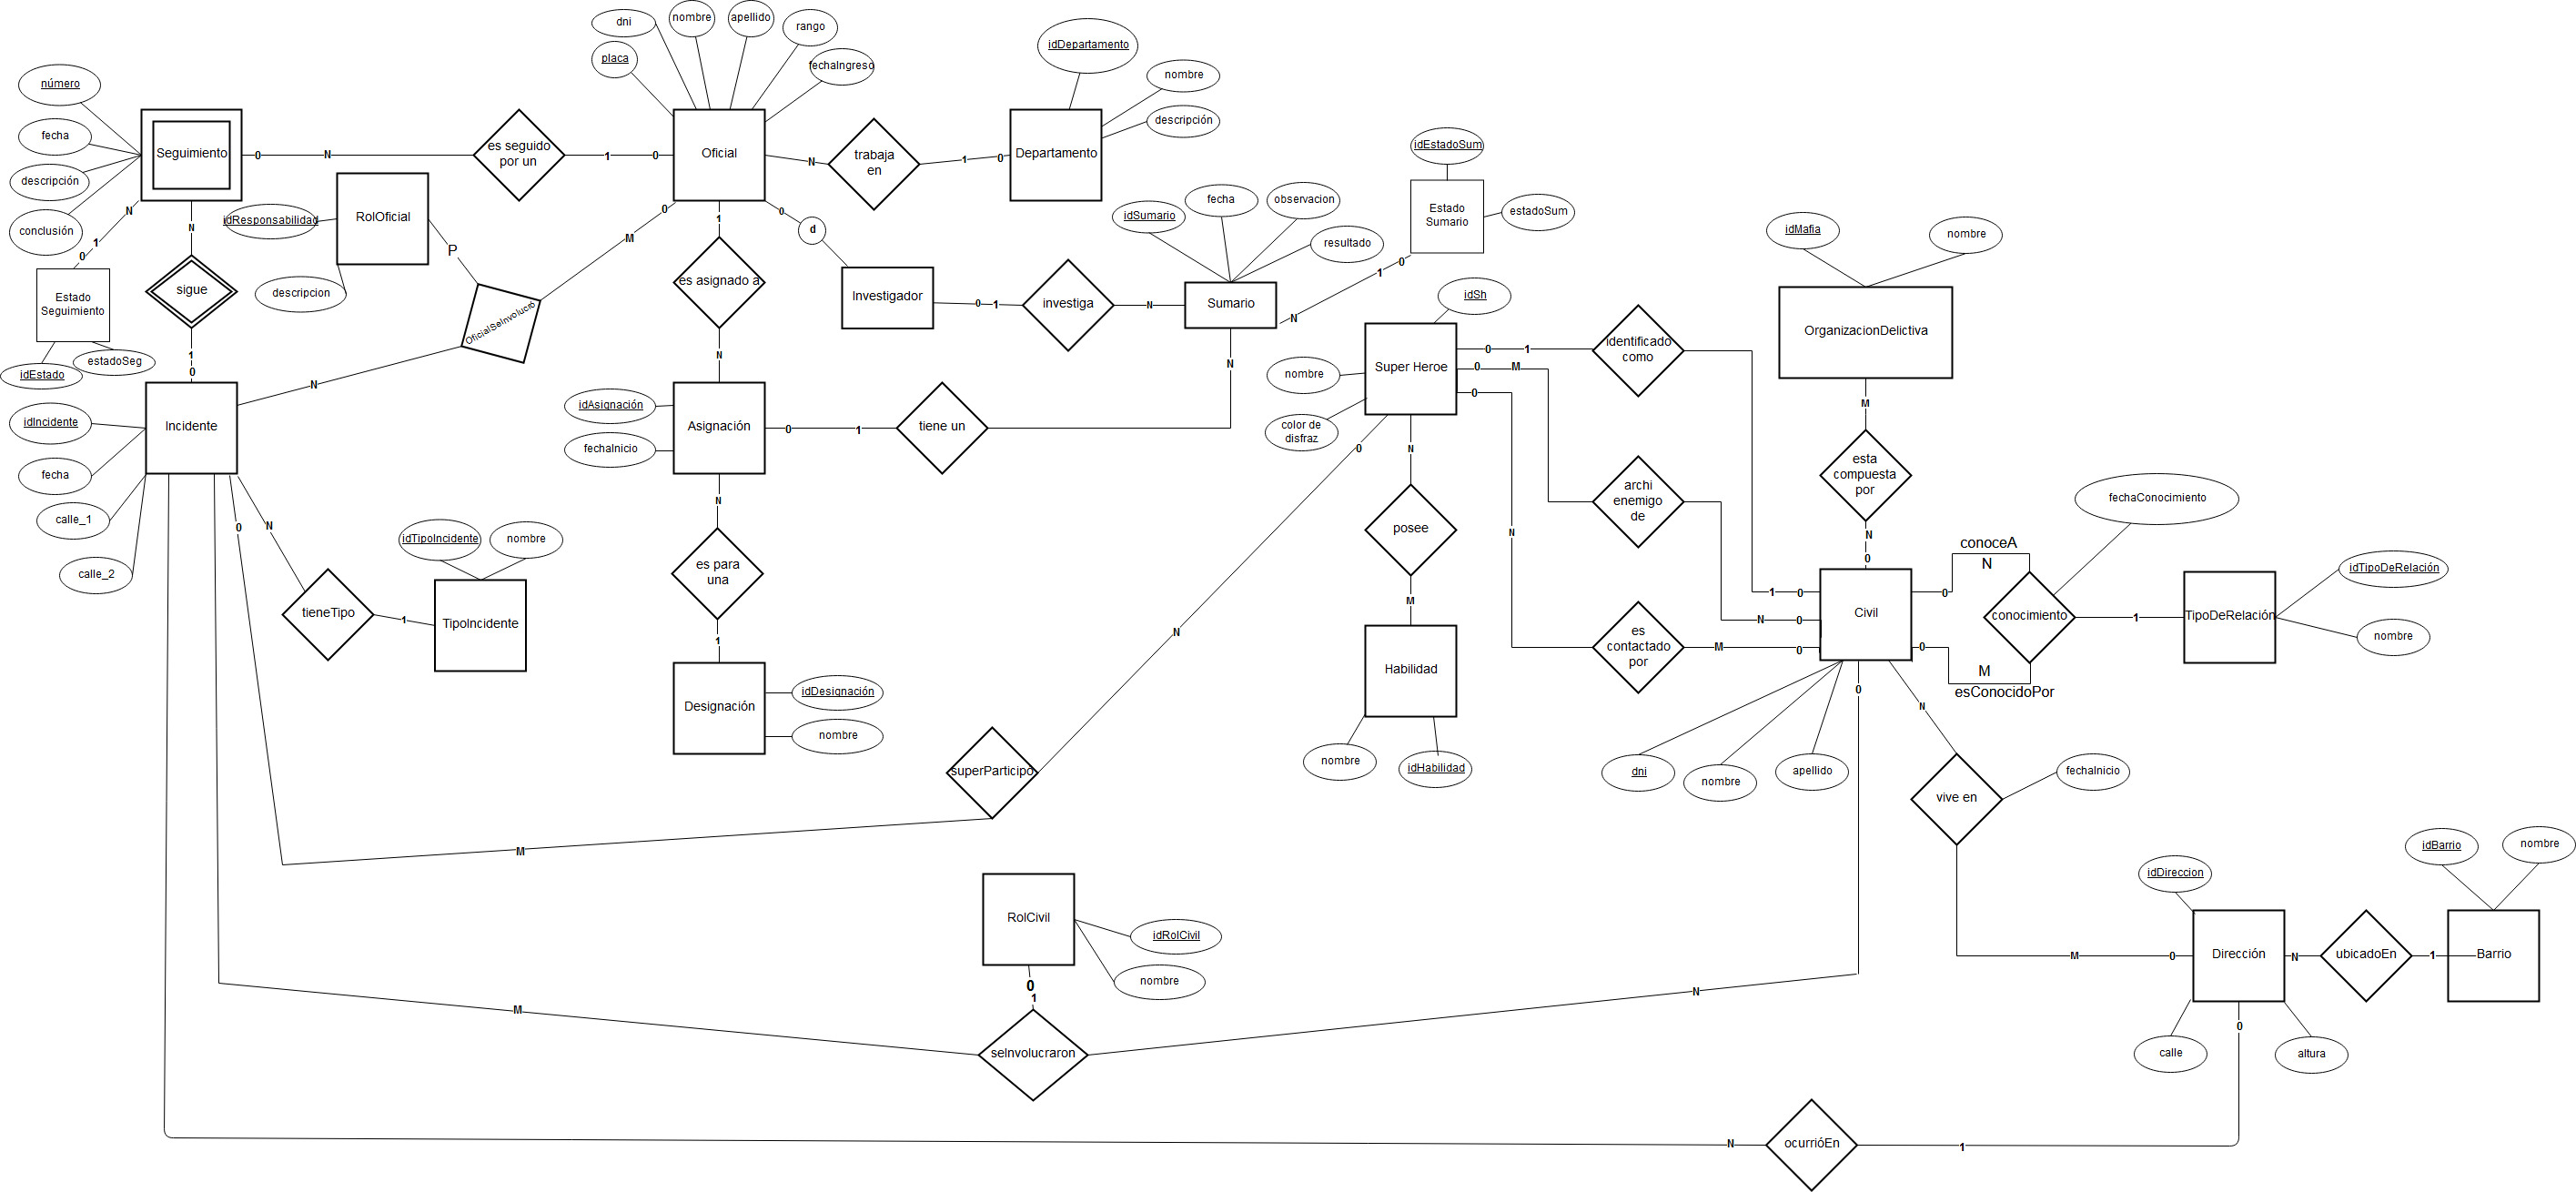 dni
nombre
apellido
rango
placa
fechaIngreso
idDepartamento
nombre
descripción
número
fecha
descripción
conclusión
Seguimiento
0
N
es seguido
por un
1
0
Oficial
N
trabaja
en
1
0
Departamento
idEstadoSum
Estado
Sumario
estadoSum
N
1
0
N
RolOficial
idResponsabilidad
descripcion
P
M
0
1
0
d
idSumario
fecha
observacion
resultado
1
0
N
idMafia
nombre
OrganizacionDelictiva
Estado
Seguimiento
idEstado
estadoSeg
sigue
1
0
OficialSeInvolucró
N
es asignado a
N
Investigador
0
1
investiga
N
Sumario
N
idSh
Super Heroe
nombre
color de
disfraz
0
1
identificado
como
0
M
0
0
N
M
Incidente
idIncidente
fecha
calle_1
calle_2
idAsignación
fechaInicio
Asignación
0
1
tiene un
N
archi
enemigo
de
N
esta
compuesta
por
N
0
0
N
tieneTipo
1
idTipoIncidente
nombre
TipoIncidente
N
es para
una
1
posee
M
Habilidad
nombre
idHabilidad
1
0
N
0
es
contactado
por
M
0
Civil
conoceA
N
0
conocimiento
fechaConocimiento
1
TipoDeRelación
idTipoDeRelación
nombre
0
M
esConocidoPor
Designación
idDesignación
nombre
N
superParticipó
M
dni
nombre
apellido
0
N
vive en
fechaInicio
M
0
RolCivil
idRolCivil
nombre
0
1
M
seInvolucraron
N
idDireccion
Dirección
calle
altura
N
ubicadoEn
1
Barrio
idBarrio
nombre
0
N
ocurrióEn
1